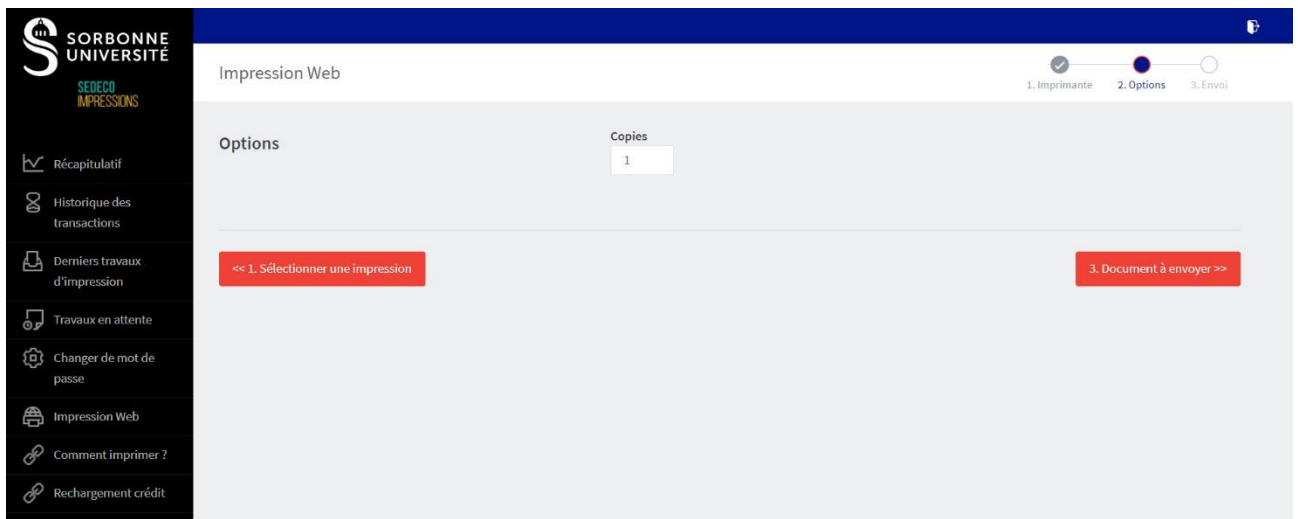 SORBONNE
UNIVERSITÉ
SEDECO
IMPRESSIONS
Récapitulatif
Historique des
transactions
Derniers travaux
d'impression
Travaux en attente
Changer de mot de
passe
Impression Web
Comment imprimer ?
Rechargement crédit
Impression Web
1. Imprimante
2. Options
3. Envoi
Options
Copies
1
<< 1. Sélectionner une impression
3. Document à envoyer >>